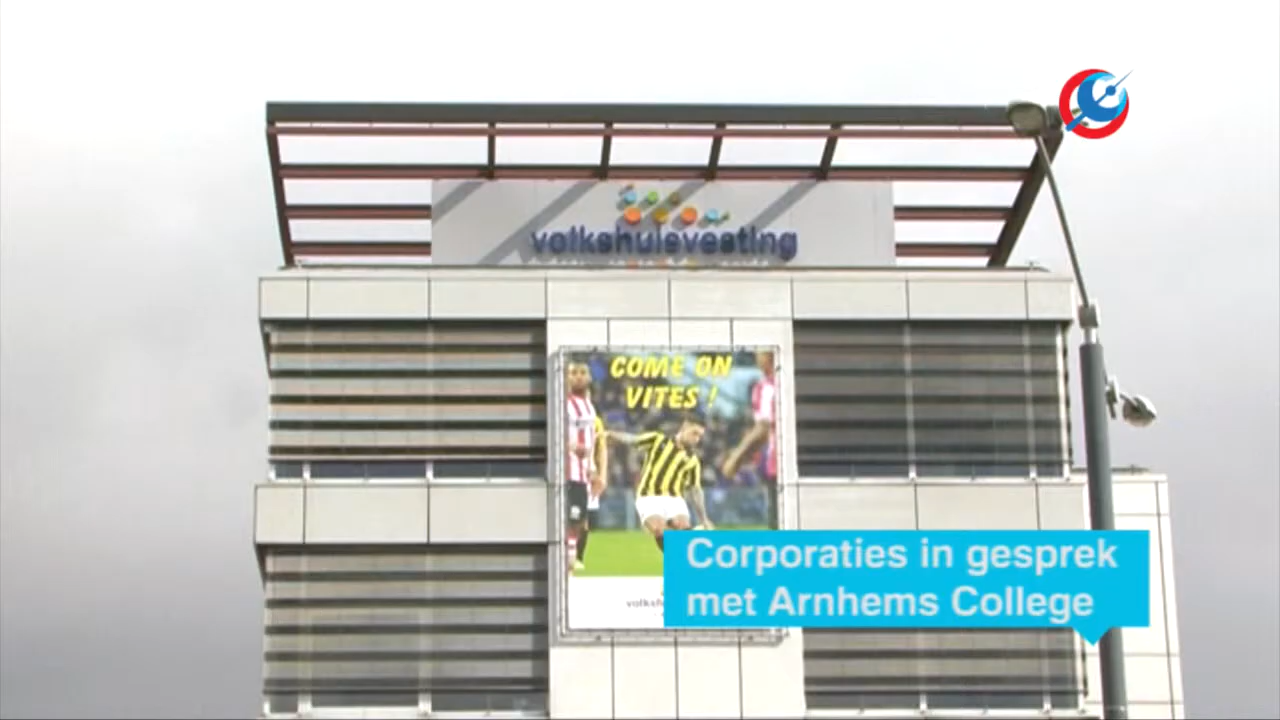 volkshuisvesting
COME ON
VITES !
Corporaties in gesprek
met Arnhems College